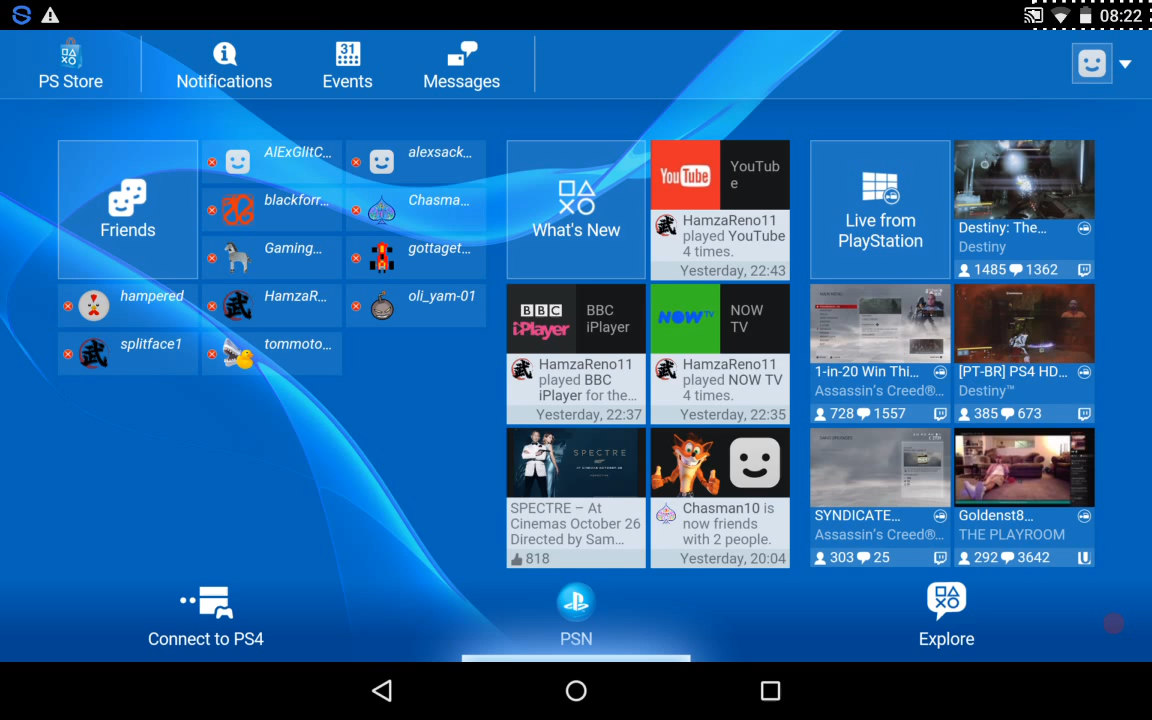 08:22
PS Store
31
Notifications
Events
Messages
Friends
AlExGlItC...
alexsack...
blackforr...
Chasma...
Gaming...
gottaget...
hampered
HamzaR...
oli_yam-01
splitface1
tommoto...
What's New
YouTube
YouTub
e
HamzaReno11
played YouTube
4 times.
Yesterday, 22:43
BBC
iPlayer
BBC
iPlayer
HamzaReno11
played BBC
iPlayer for the...
Yesterday, 22:37
NOW TV
NOW
TV
HamzaReno11
played NOW TV
4 times.
Yesterday, 22:35
SPECTRE
SPECTRE – At
Cinemas October 26
Directed by Sam...
818
Chasman10 is
now friends
with 2 people.
Yesterday, 20:04
Live from
PlayStation
Destiny: The...
Destiny
1485 1362
1-in-20 Win Thi...
Assassin's Creed®...
728 1557
[PT-BR] PS4 HD...
Destiny™
385 673
SYNDICATE...
Assassin's Creed®...
303 25
Goldenst8...
THE PLAYROOM
292 3642
Connect to PS4
PSN
Explore